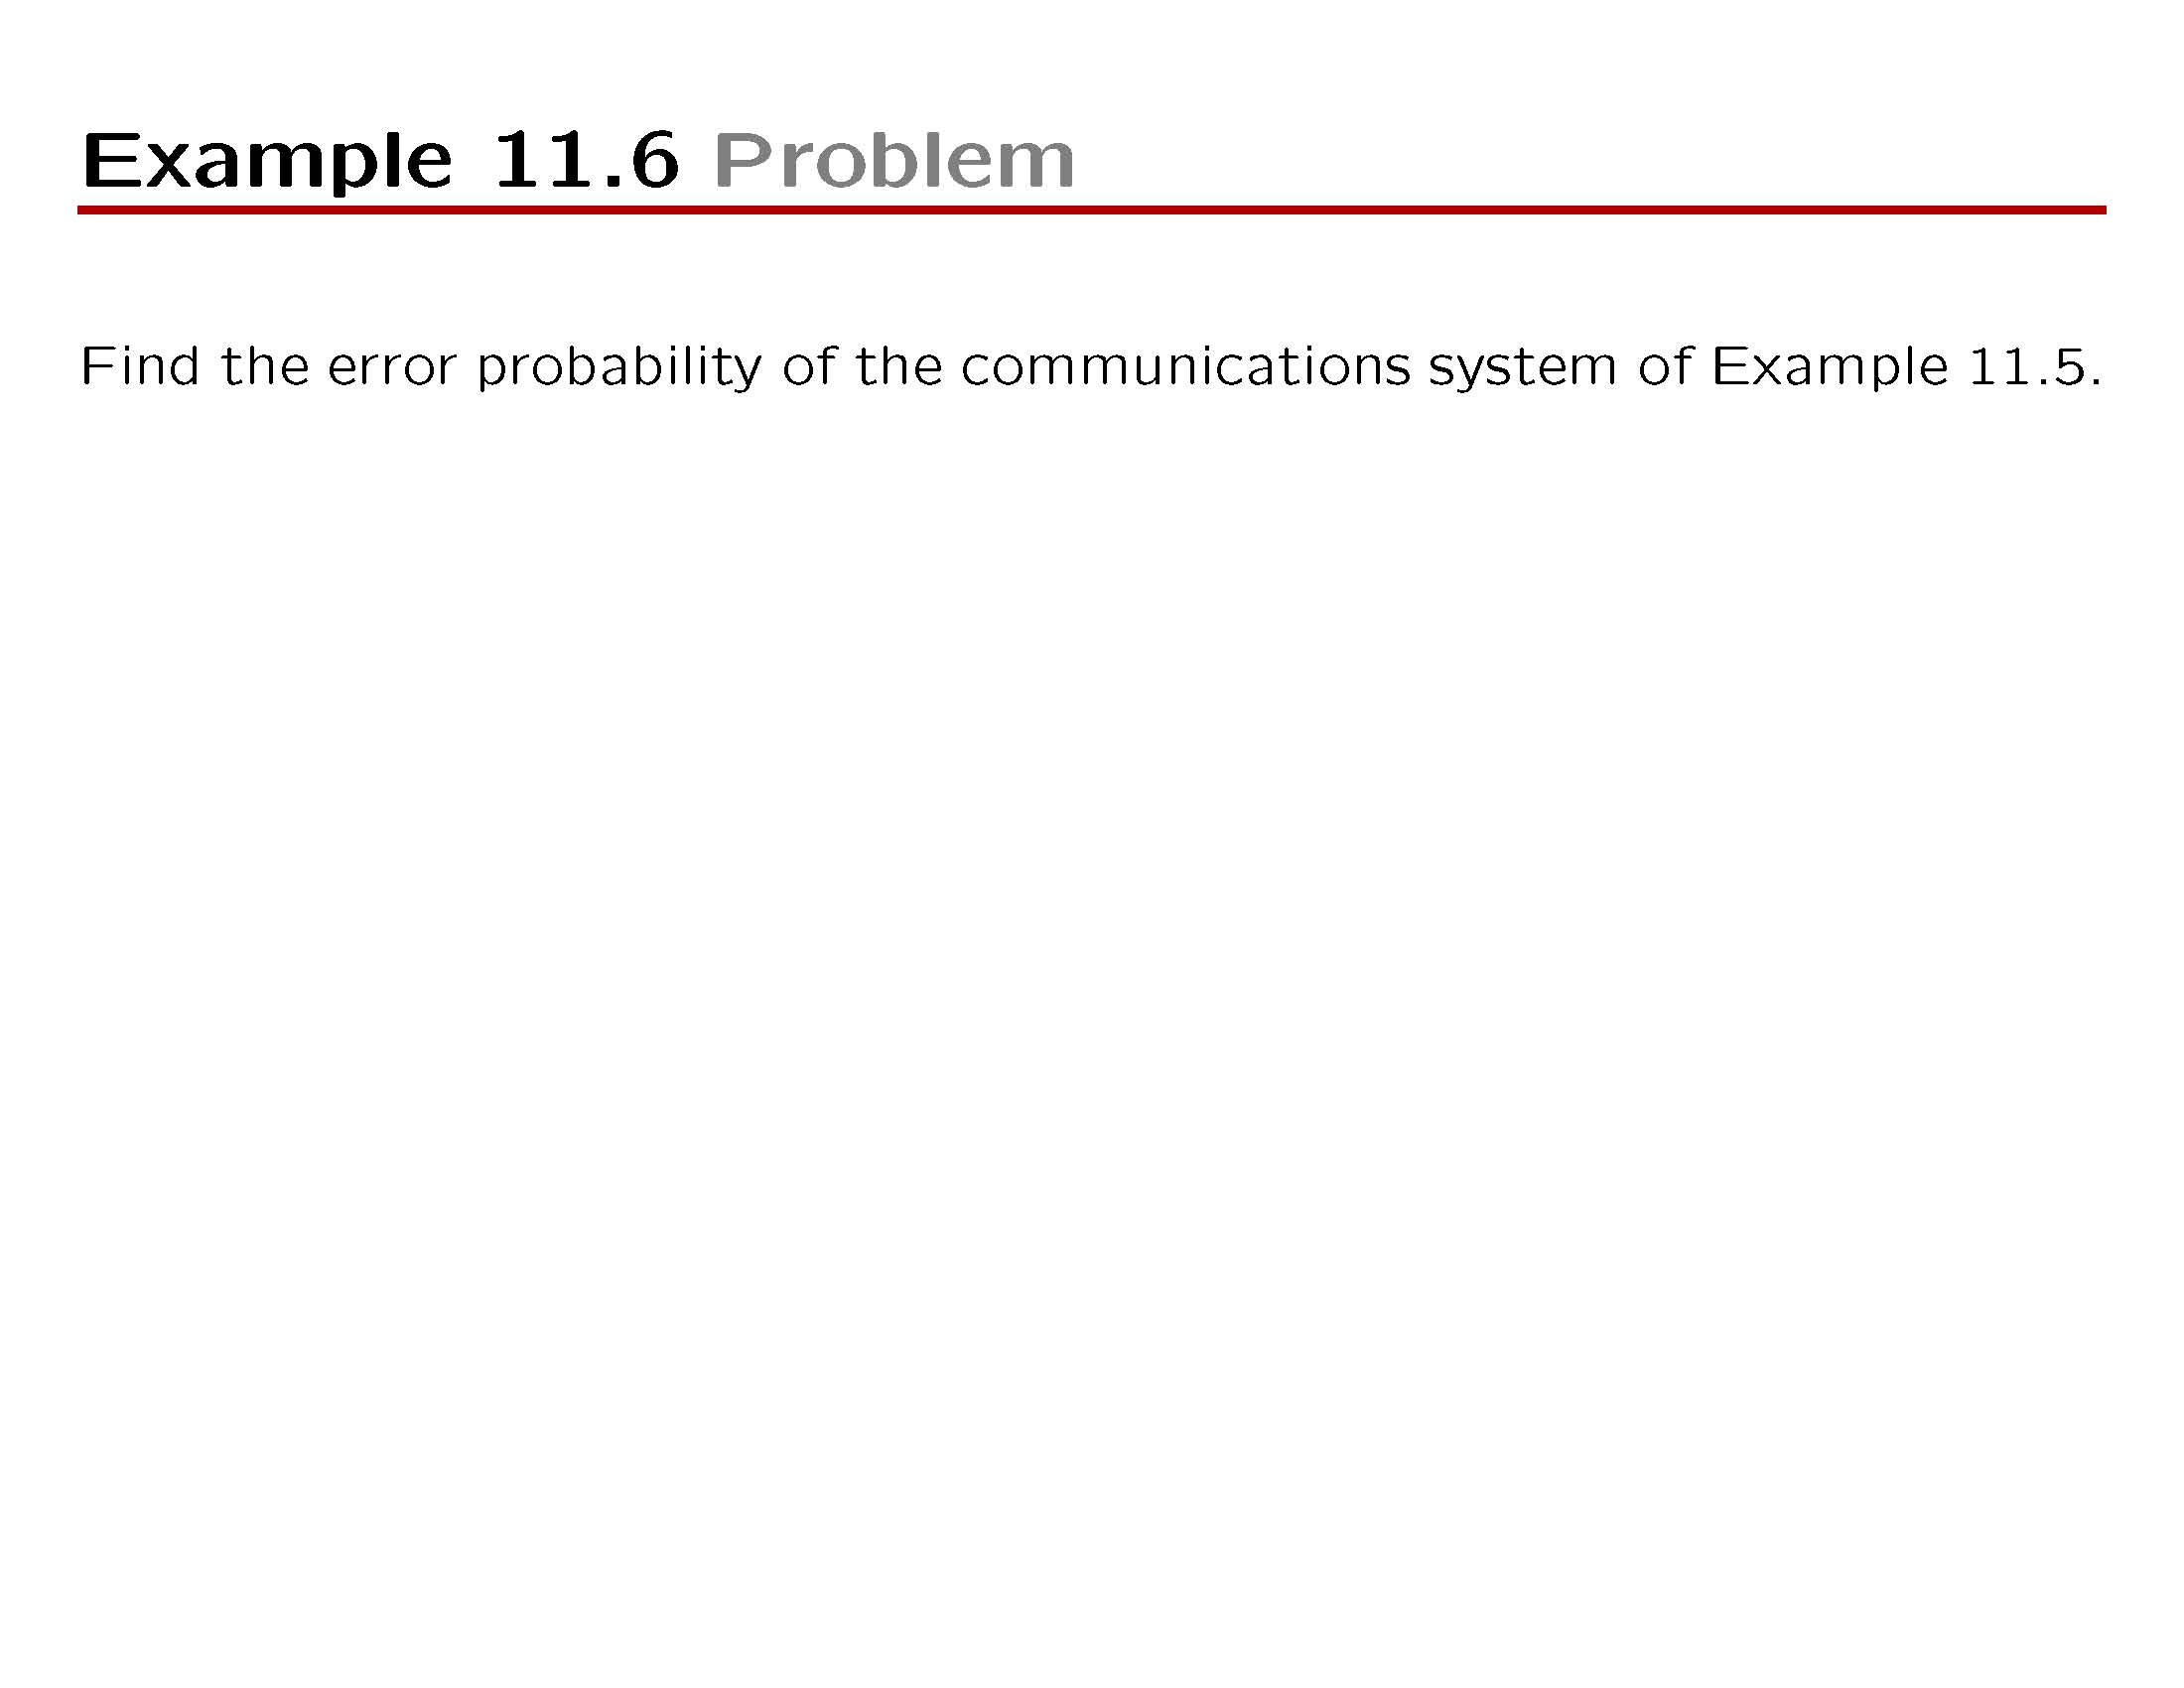 Example 11.6 Problem
Find the error probability of the communications system of Example 11.5.